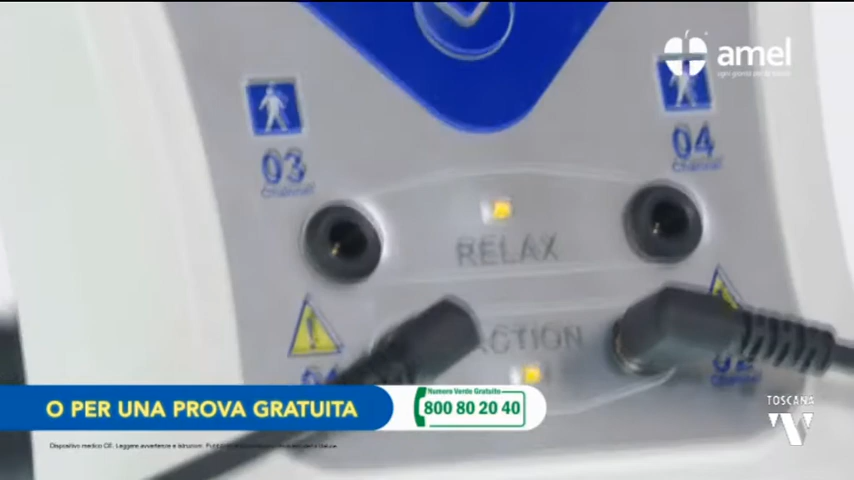 amel
03
Channel
04
Channel
RELAX
ACTION
O PER UNA PROVA GRATUITA
Numero Verde Gratuito
800 80 20 40
TOSCANA
TV
Dispositivo medico CE. Leggere avvertenze e istruzioni.